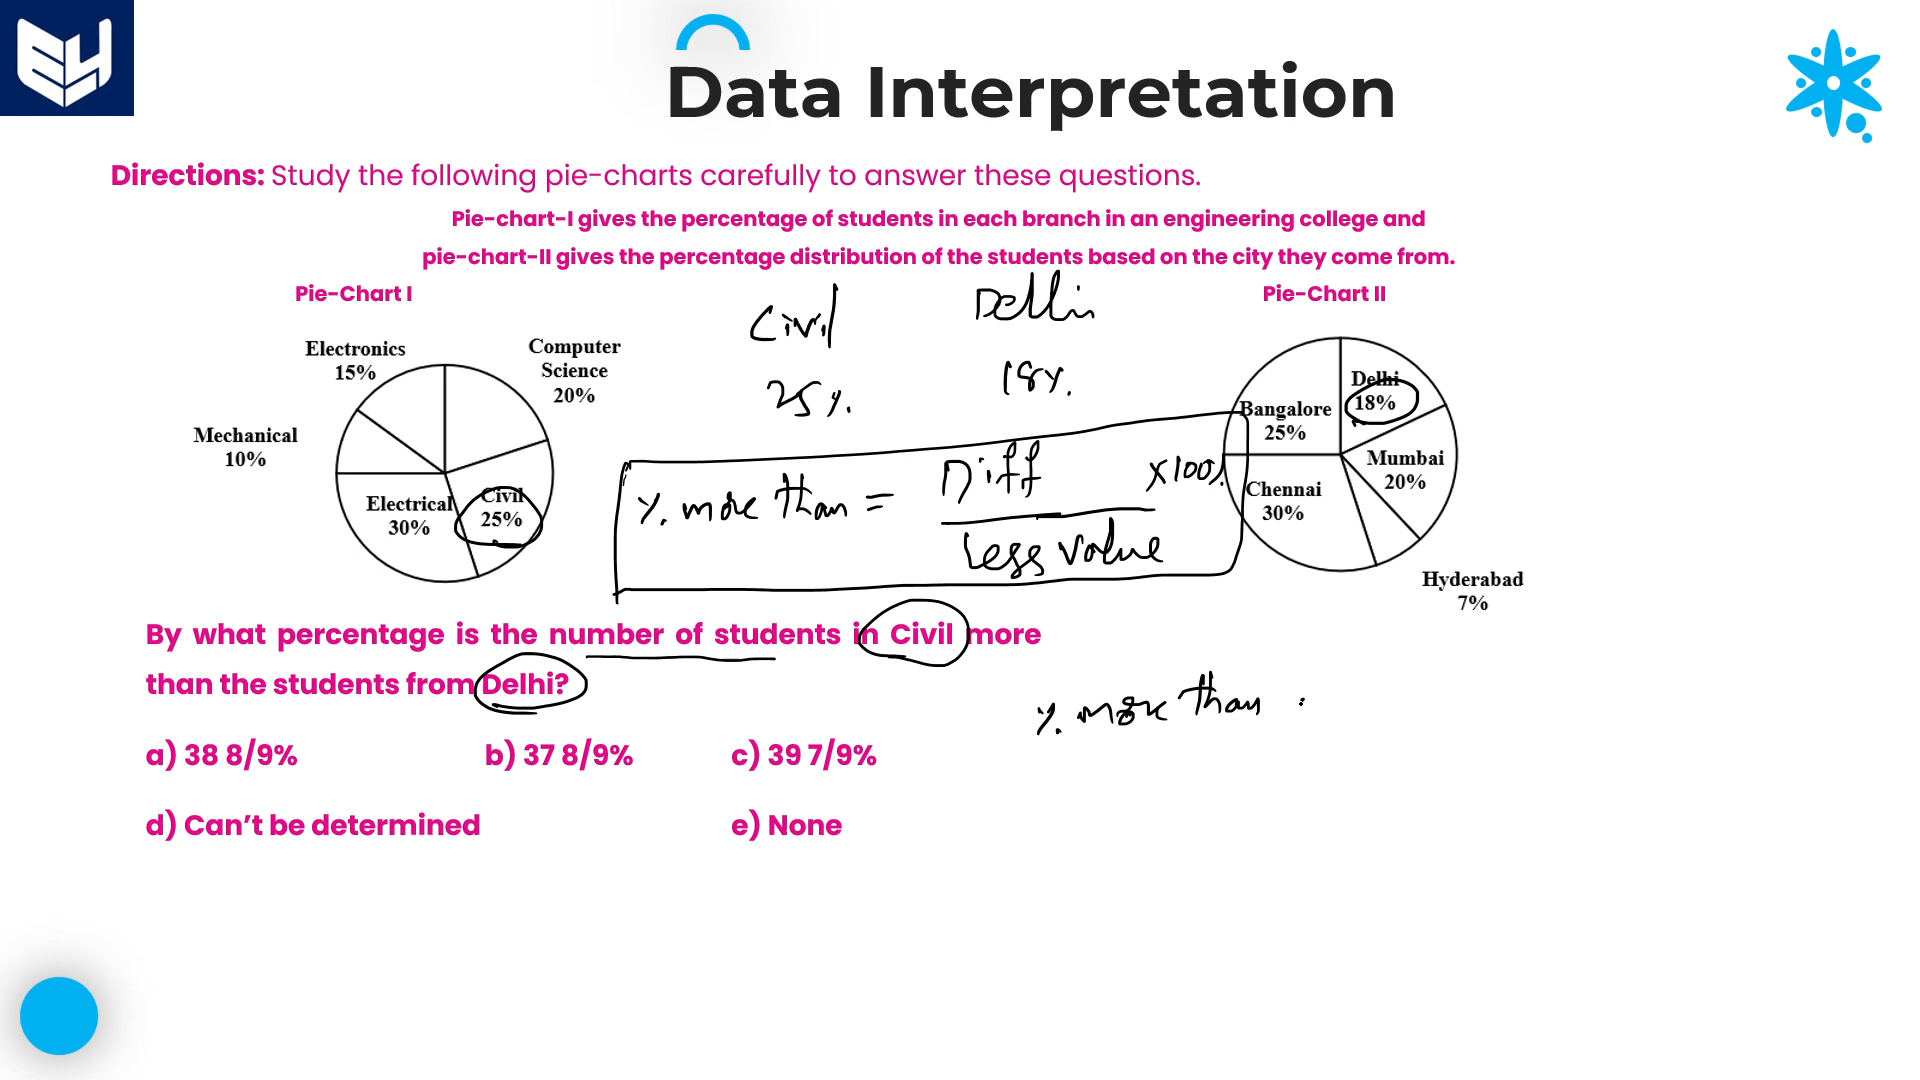 Data Interpretation
Directions: Study the following pie-charts carefully to answer these questions.
Pie-chart-I gives the percentage of students in each branch in an engineering college and
pie-chart-II gives the percentage distribution of the students based on the city they come from.
Pie-Chart I
Electronics
15%
Computer
Science
20%
Mechanical
10%
Electrical
30%
Civil
25%
Civil
25%.
Delhi
18%.
%. more than = Diff
Less value
×100%.
Pie-Chart II
Delhi
18%
Bangalore
25%
Mumbai
20%
Chennai
30%
Hyderabad
7%
By what percentage is the number of students in Civil more
than the students from Delhi?
%. more than :
a) 38 8/9%
b) 37 8/9%
c) 39 7/9%
d) Can't be determined
e) None